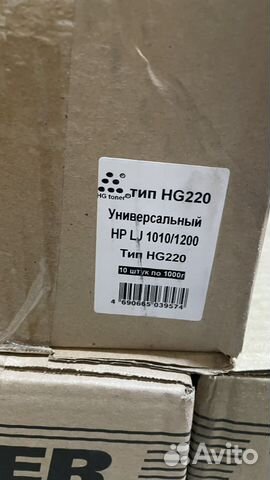 тип HG220
HG toner
Универсальный
HP LJ 1010/1200
Тип HG220
10 штук по 1000г
4 690665 039574
ER
Avito